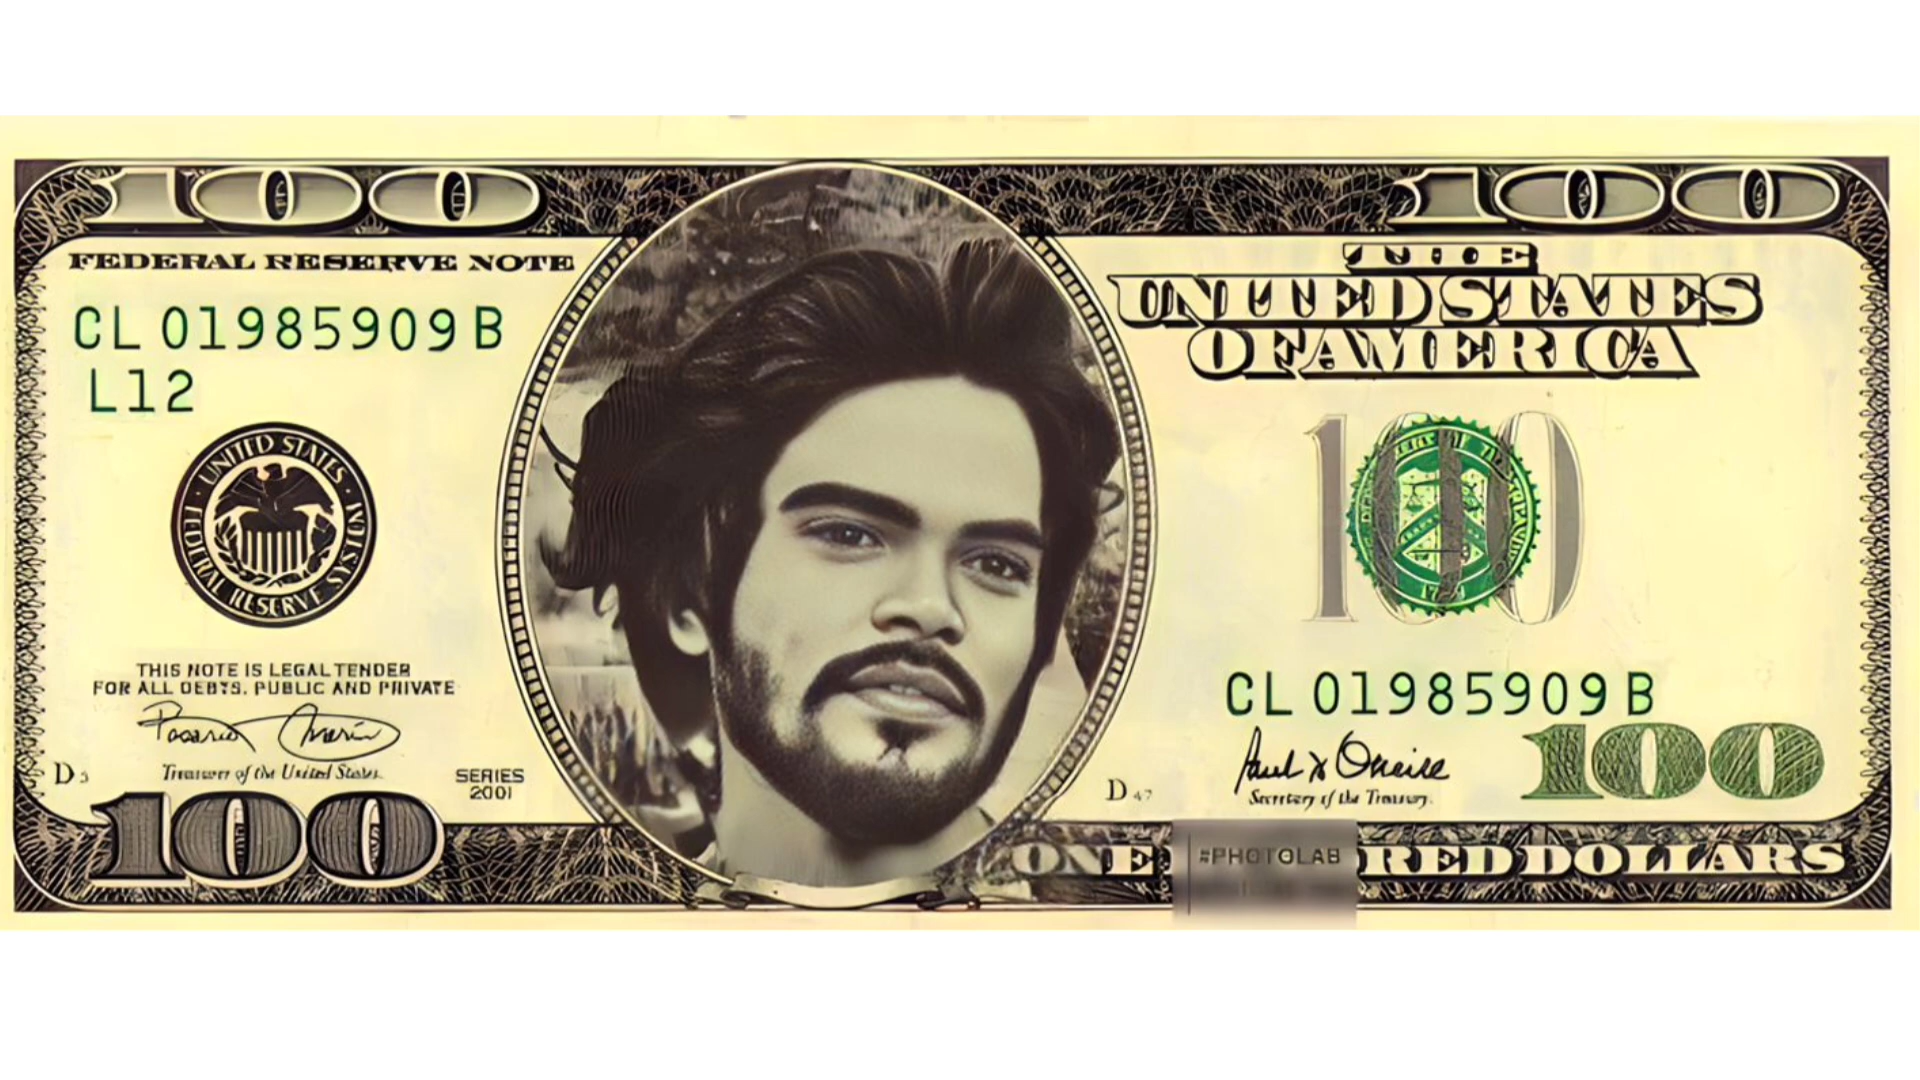 100
100
FEDERAL RESERVE NOTE
THE
UNITED STATES
OF AMERICA
CL 01985909 B
L12
UNITED STATES
FEDERAL RESERVE SYSTEM
100
THIS NOTE IS LEGAL TENDER
FOR ALL DEBTS, PUBLIC AND PRIVATE
CL 01985909 B
Treasurer of the United States.
SERIES
2001
D
Secretary of the Treasury.
100
D
100
ONE
#PHOTOLAB
RED DOLLARS